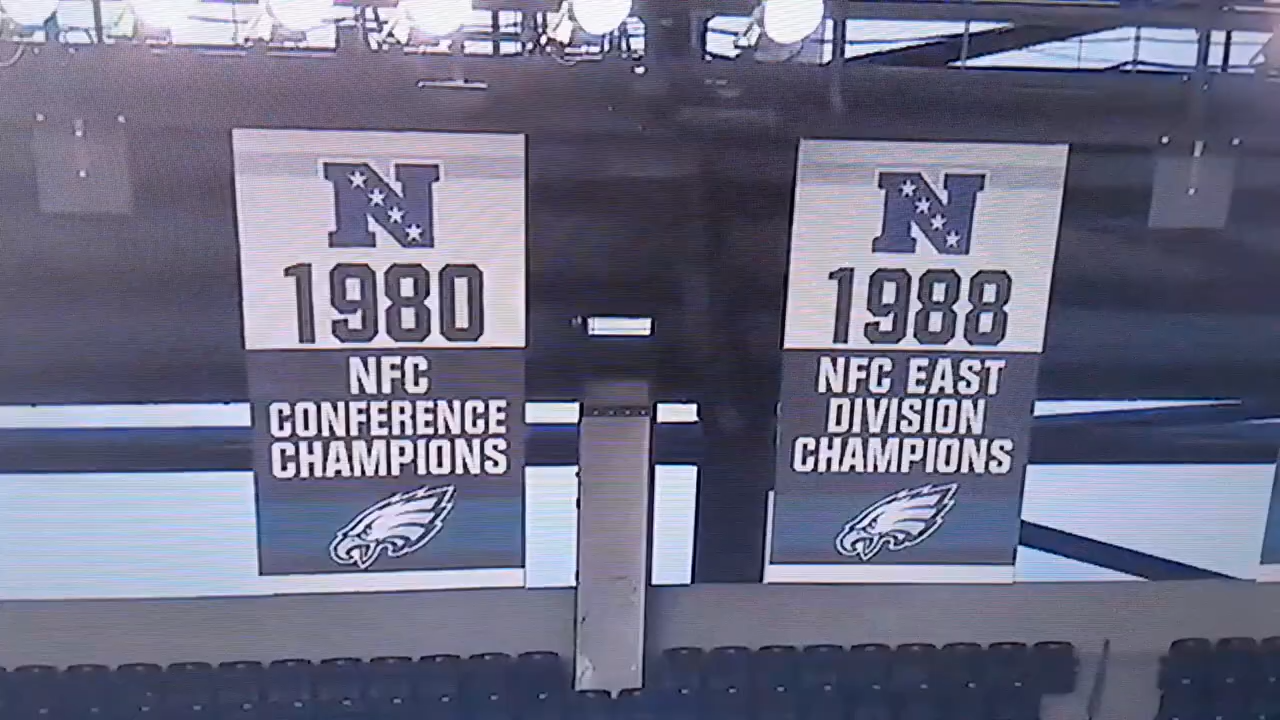 N
1980
NFC
CONFERENCE
CHAMPIONS
N
1988
NFC EAST
DIVISION
CHAMPIONS